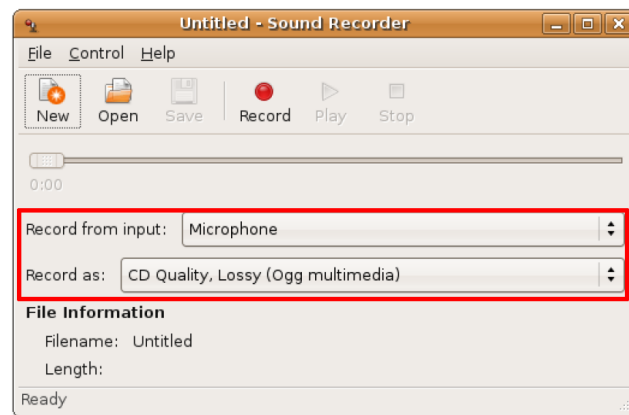 Untitled - Sound Recorder
File Control Help
New Open Save Record Play Stop
0:00
Record from input: Microphone
Record as: CD Quality, Lossy (Ogg multimedia)
File Information
Filename: Untitled
Length:
Ready